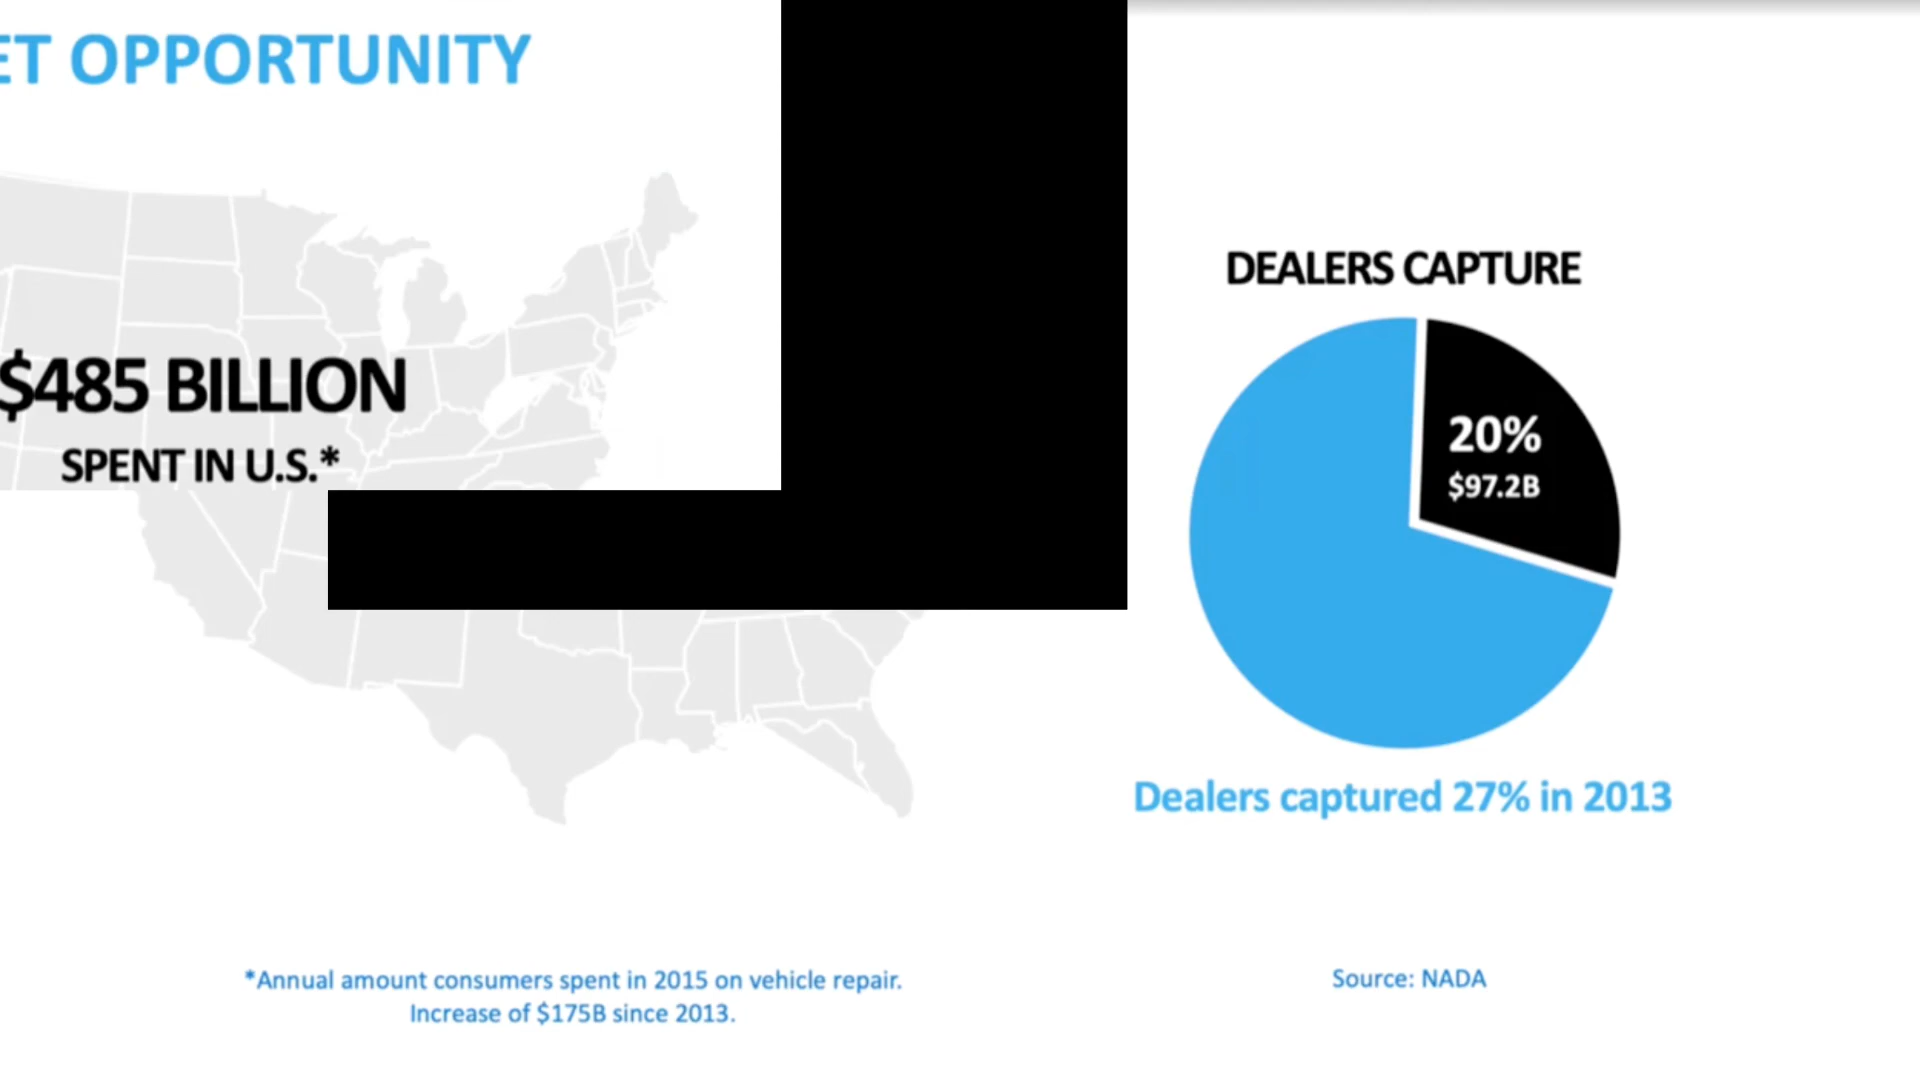 ET OPPORTUNITY
$485 BILLION
SPENT IN U.S.*
DEALERS CAPTURE
20%
$97.2B
Dealers captured 27% in 2013
*Annual amount consumers spent in 2015 on vehicle repair.
Increase of $175B since 2013.
Source: NADA